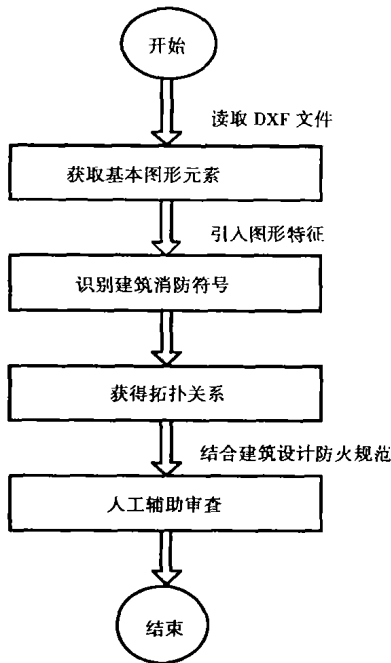 开始
读取 DXF 文件
获取基本图形元素
引入图形特征
识别建筑消防符号
获得拓扑关系
结合建筑设计防火规范
人工辅助审查
结束